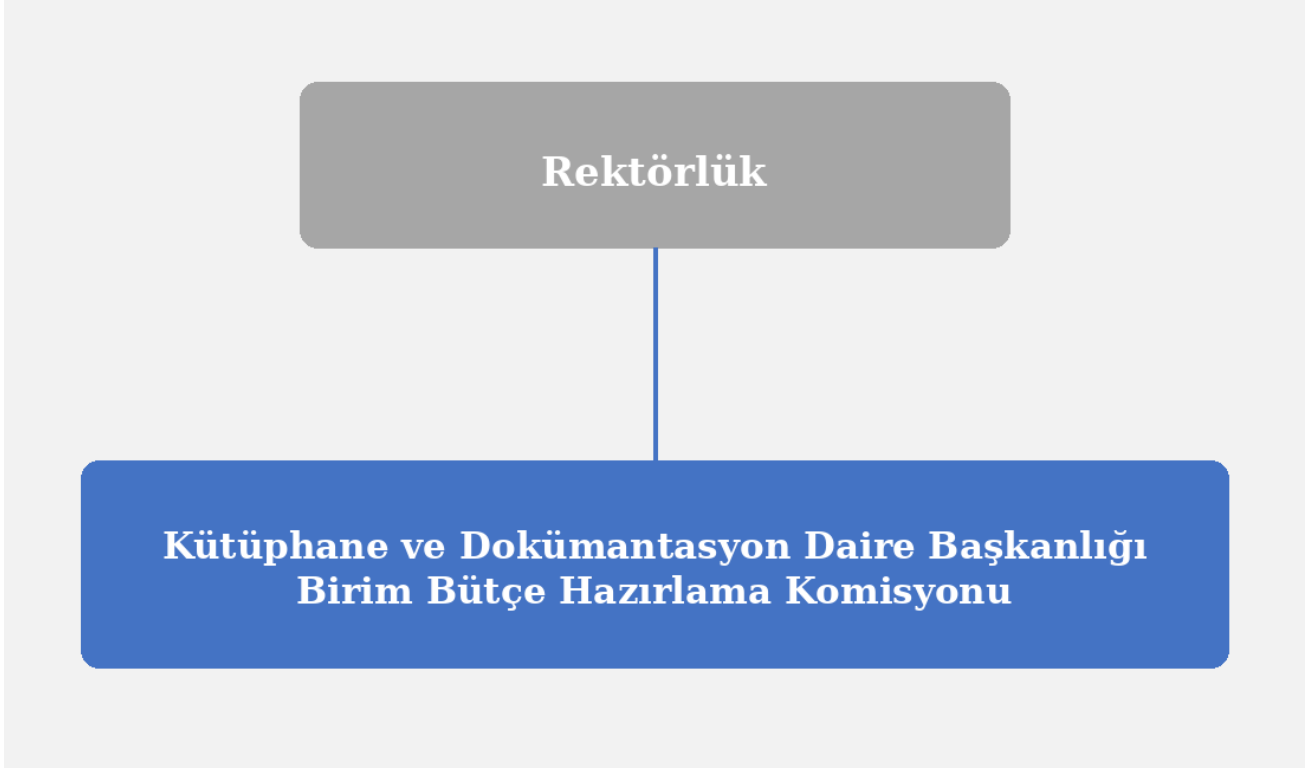 Rektörlük
Kütüphane ve Dokümantasyon Daire Başkanlığı
Birim Bütçe Hazırlama Komisyonu